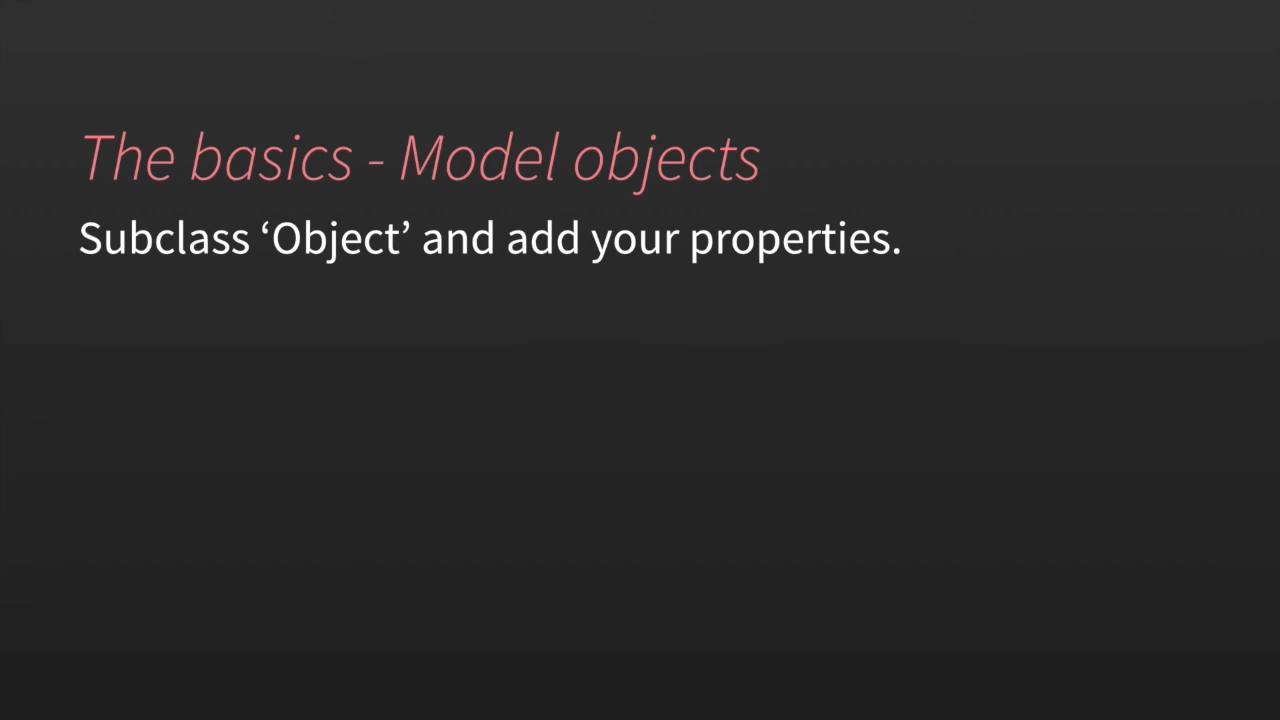 The basics - Model objects
Subclass ‘Object’ and add your properties.